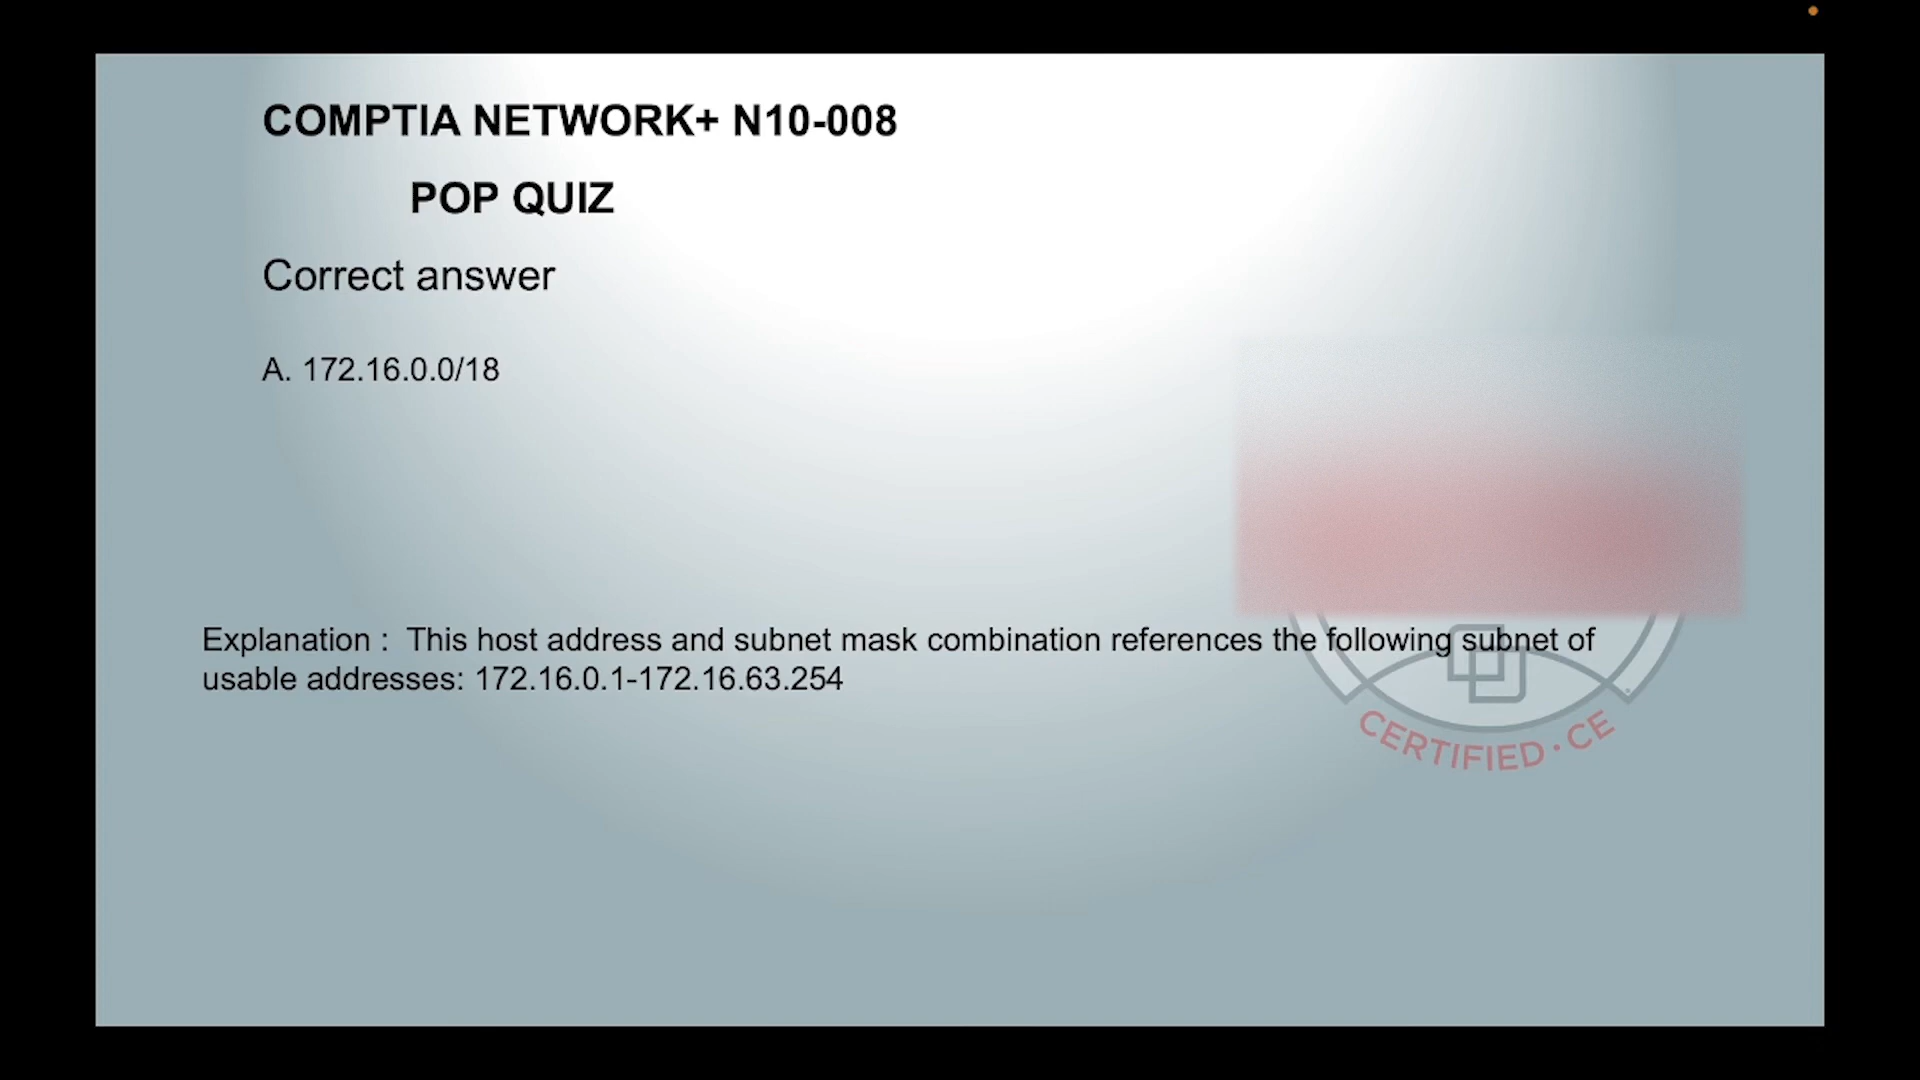 COMPTIA NETWORK+ N10-008
POP QUIZ
Correct answer
A. 172.16.0.0/18
Explanation :  This host address and subnet mask combination references the following subnet of
usable addresses: 172.16.0.1-172.16.63.254
CERTIFIED · CE